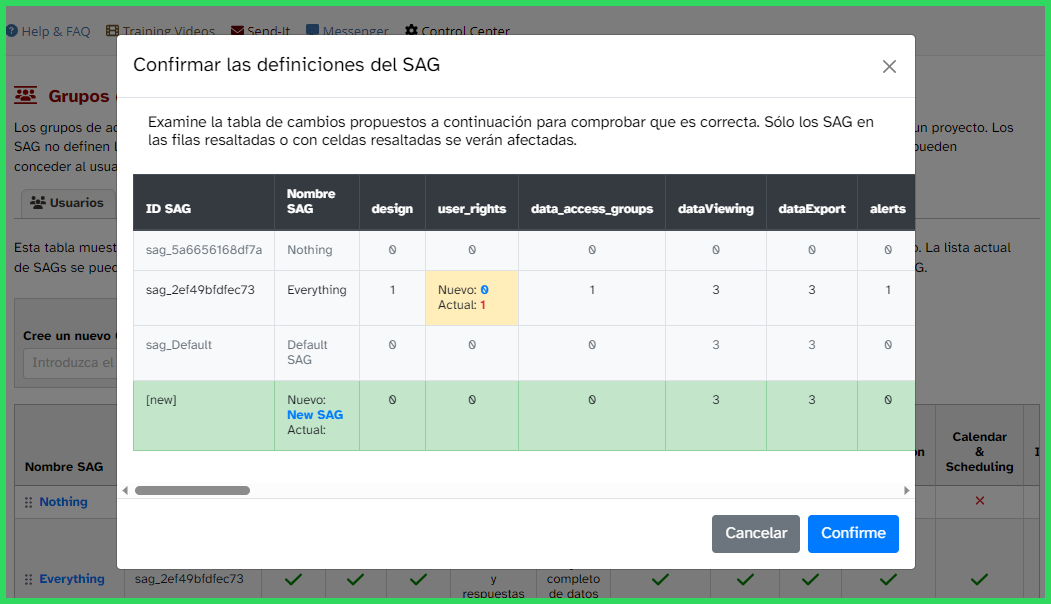 Help & FAQ Training Videos Send-It Messenger Control Center
Confirmar las definiciones del SAG
Grupos
Examine la tabla de cambios propuestos a continuación para comprobar que es correcta. Sólo los SAG en
las filas resaltadas o con celdas resaltadas se verán afectadas.
Los grupos de
un proyecto. Los
SAG no definen
pueden
conceder al usua
Usuarios
ID SAG Nombre SAG design user_rights data_access_groups dataViewing dataExport alerts
sag_5a6656168df7a Nothing 0 0 0 0 0 0
Esta tabla muest
La lista actual
de SAGs se pued
G.
sag_2ef49bfdfec73 Everything 1 Nuevo: 0 1 3 3 1
Actual: 1
Cree un nuevo
Introduzca el
sag_Default Default SAG 0 0 0 3 3 0
[new] Nuevo: 0 0 0 3 3 0
New SAG
Actual:
Nombre SAG
Calendar
&
Scheduling
Nothing
Cancelar Confirme
Everything sag_2ef49bfdfec73
y
respuestas
completo
de datos